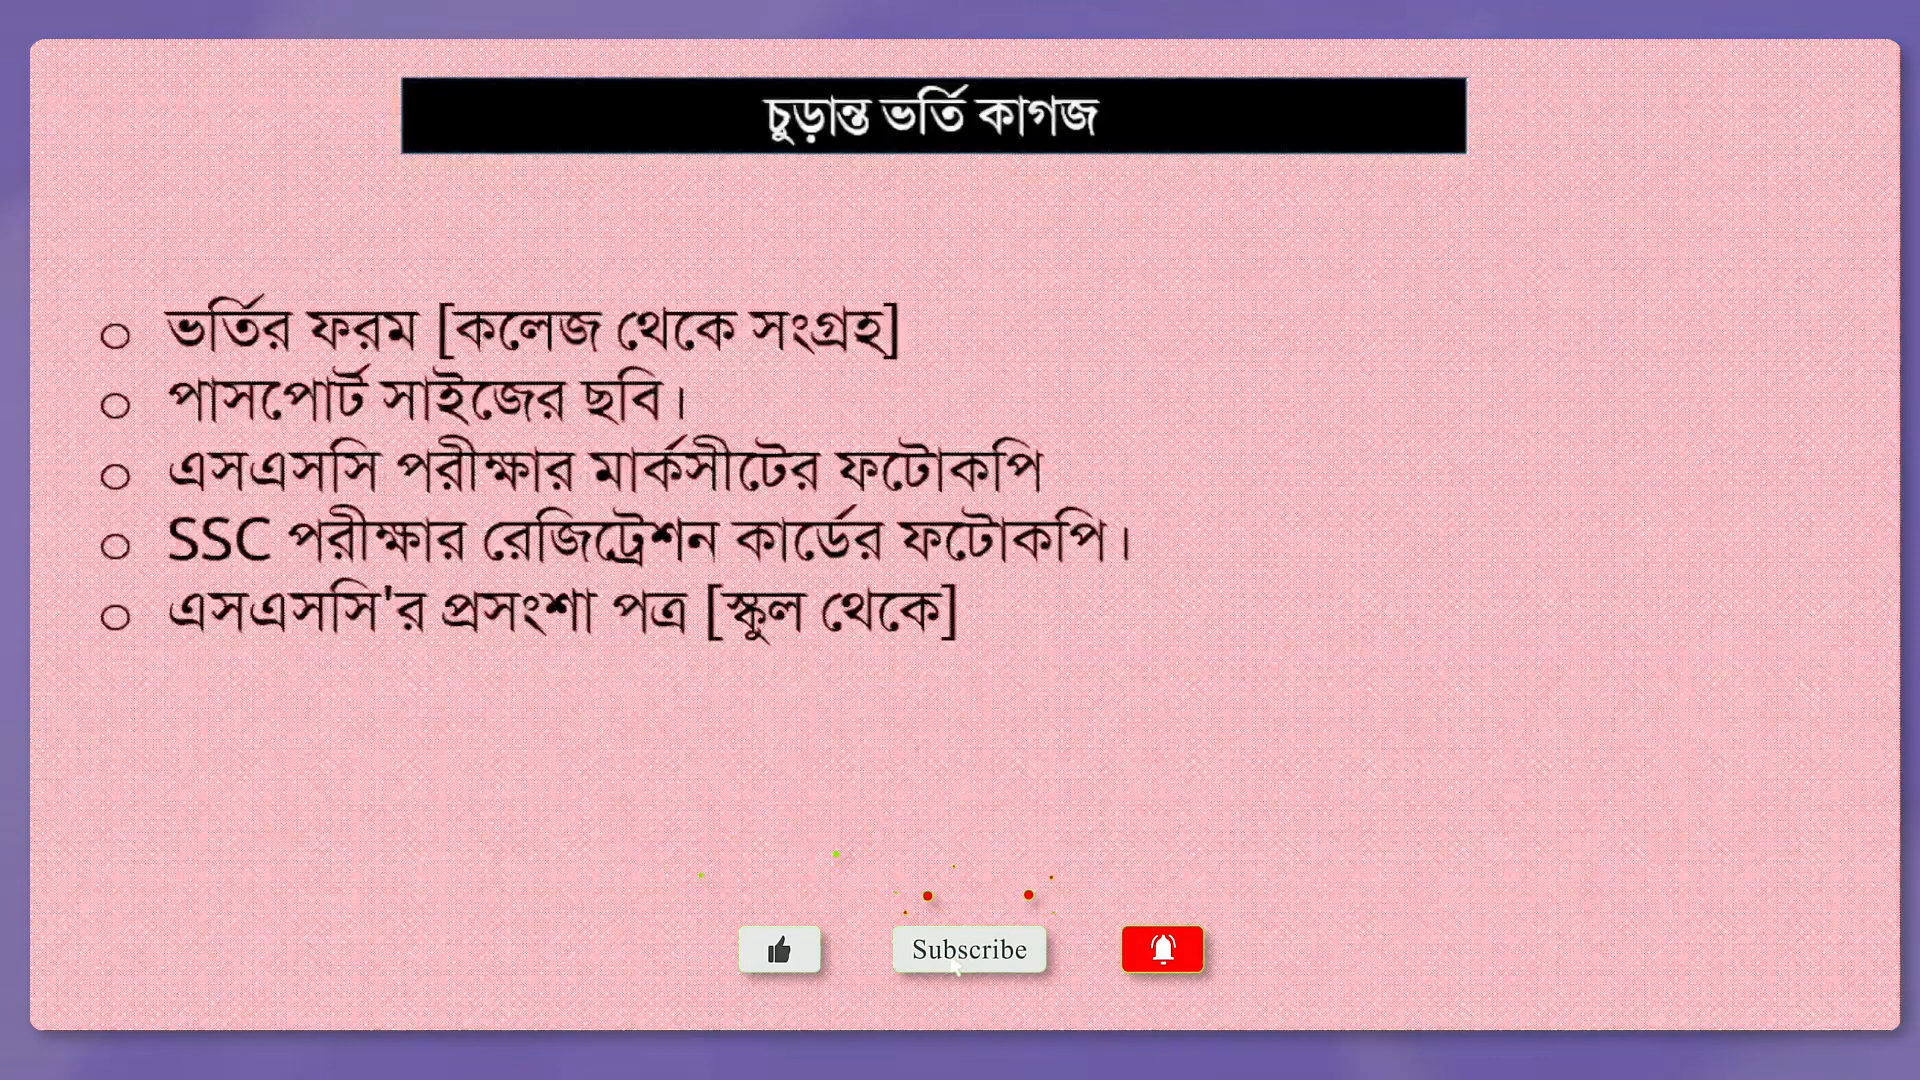 চুড়ান্ত ভর্তি কাগজ
ভর্তির ফরম [কলেজ থেকে সংগ্রহ]
পাসপোর্ট সাইজের ছবি।
এসএসসি পরীক্ষার মার্কসীটের ফটোকপি
SSC পরীক্ষার রেজিট্রেশন কার্ডের ফটোকপি।
এসএসসি'র প্রসংশা পত্র [স্কুল থেকে]
Subscribe